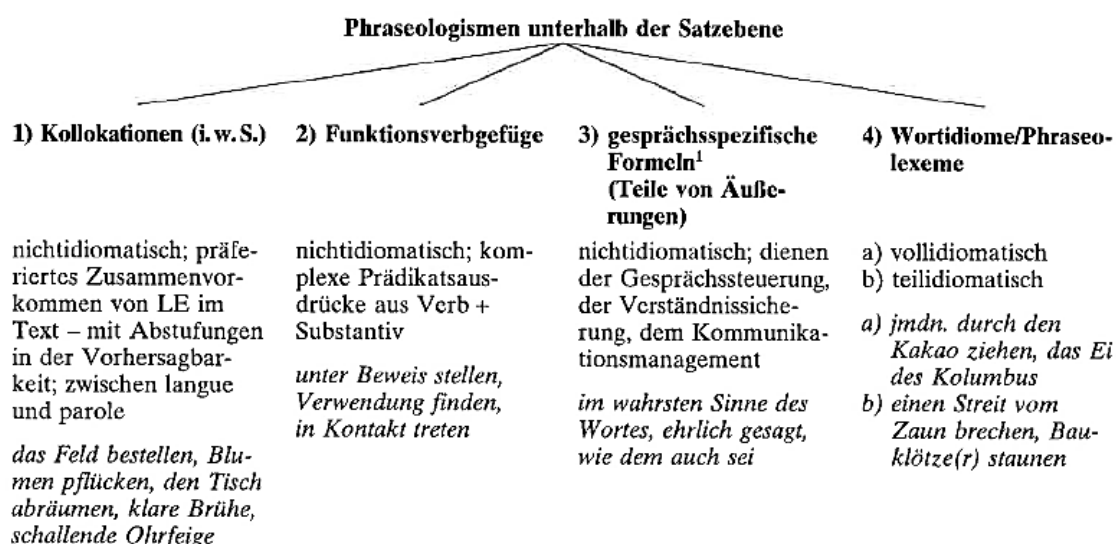 Phraseologismen unterhalb der Satzebene
1) Kollokationen (i. w. S.)
nichtidiomatisch; präfe-
riertes Zusammenvor-
kommen von LE im
Text – mit Abstufungen
in der Vorhersagbar-
keit; zwischen langue
und parole
das Feld bestellen, Blu-
men pflücken, den Tisch
abräumen, klare Brühe,
schallende Ohrfeige
2) Funktionsverbgefüge
nichtidiomatisch; kom-
plexe Prädikatsaus-
drücke aus Verb +
Substantiv
unter Beweis stellen,
Verwendung finden,
in Kontakt treten
3) gesprächsspezifische
Formeln¹
(Teile von Äuße-
rungen)
nichtidiomatisch; dienen
der Gesprächssteuerung,
der Verständnissiche-
rung, dem Kommunika-
tionsmanagement
im wahrsten Sinne des
Wortes, ehrlich gesagt,
wie dem auch sei
4) Wortidiome/Phraseo-
lexeme
a) vollidiomatisch
b) teilidiomatisch
a) jmdn. durch den
Kakao ziehen, das Ei
des Kolumbus
b) einen Streit vom
Zaun brechen, Bau-
klötze(r) staunen